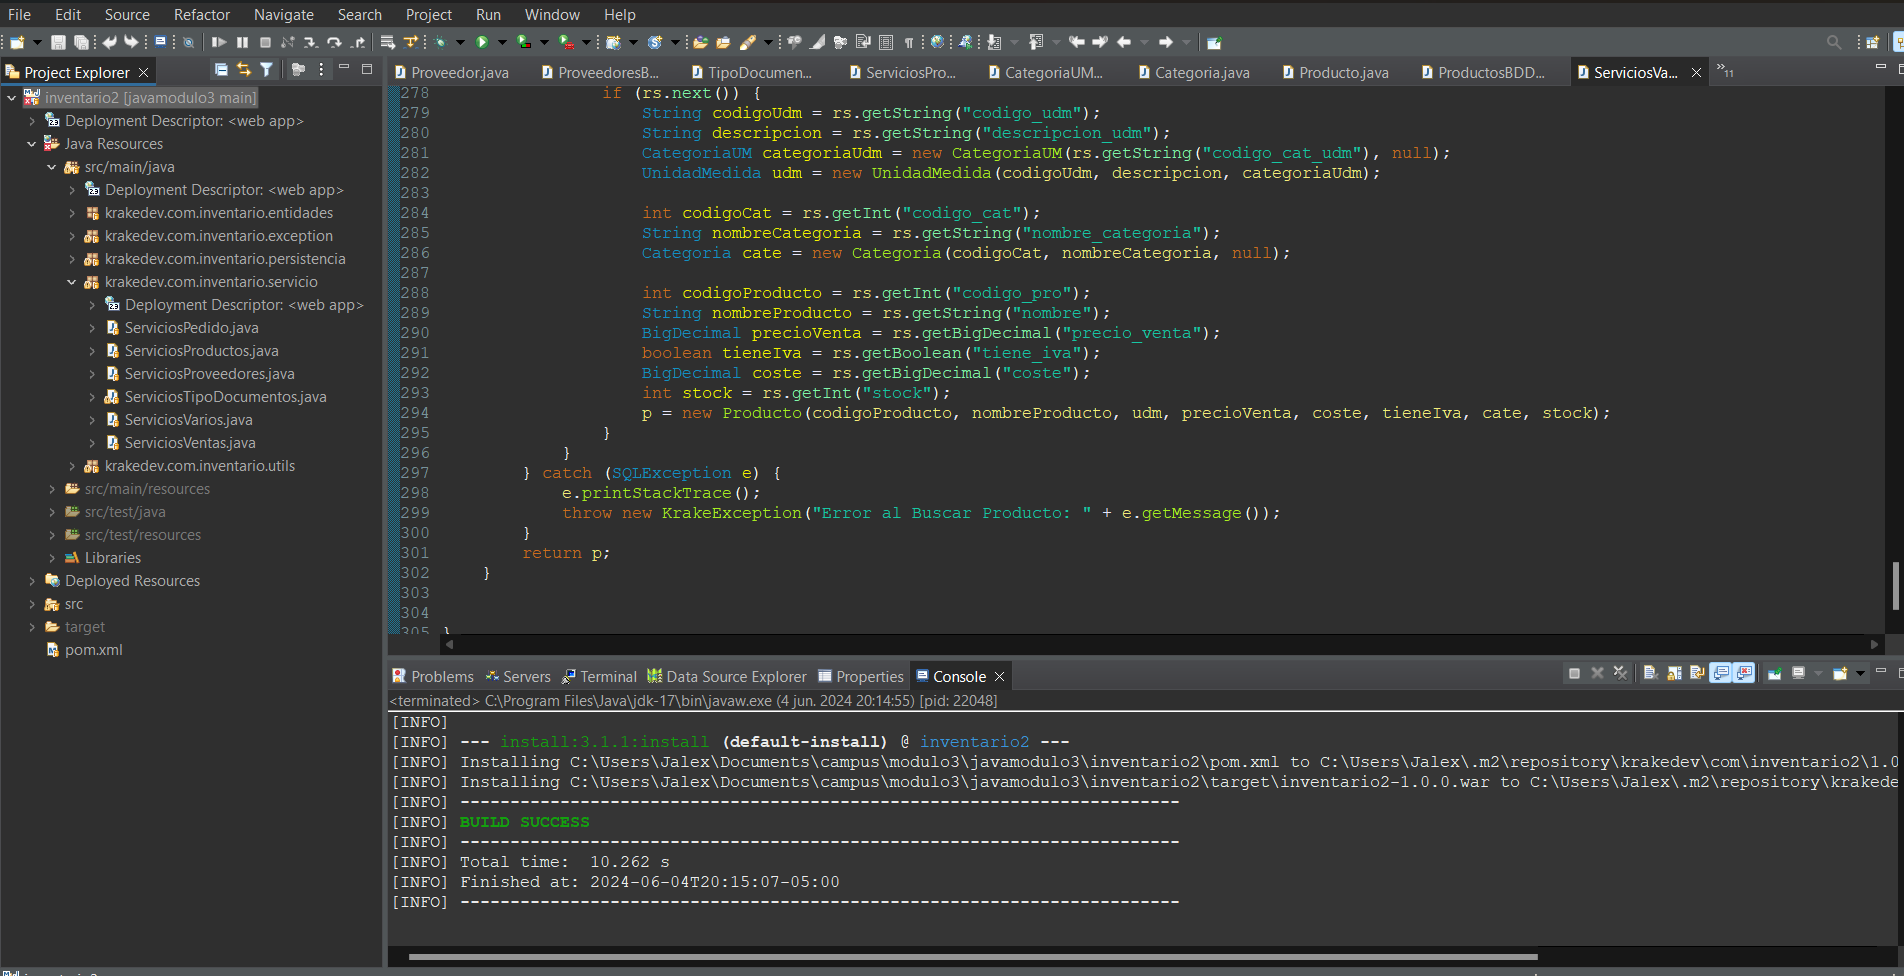 File Edit Source Refactor Navigate Search Project Run Window Help
Project Explorer
inventario2 [javamodulo3 main]
Deployment Descriptor: <web app>
Java Resources
src/main/java
Deployment Descriptor: <web app>
krakedev.com.inventario.entidades
krakedev.com.inventario.exception
krakedev.com.inventario.persistencia
krakedev.com.inventario.servicio
Deployment Descriptor: <web app>
ServiciosPedido.java
ServiciosProductos.java
ServiciosProveedores.java
ServiciosTipoDocumentos.java
ServiciosVarios.java
ServiciosVentas.java
krakedev.com.inventario.utils
src/main/resources
src/test/java
src/test/resources
Libraries
Deployed Resources
src
target
pom.xml
Proveedor.java ProveedoresB... TipoDocumen... ServiciosPro... CategoriaUM... Categoria.java Producto.java ProductosBDD... ServiciosVa... »11
278 if (rs.next()) {
279 String codigoUdm = rs.getString("codigo_udm");
280 String descripcion = rs.getString("descripcion_udm");
281 CategoriaUM categoriaUdm = new CategoriaUM(rs.getString("codigo_cat_udm"), null);
282 UnidadMedida udm = new UnidadMedida(codigoUdm, descripcion, categoriaUdm);
283
284 int codigoCat = rs.getInt("codigo_cat");
285 String nombreCategoria = rs.getString("nombre_categoria");
286 Categoria cate = new Categoria(codigoCat, nombreCategoria, null);
287
288 int codigoProducto = rs.getInt("codigo_pro");
289 String nombreProducto = rs.getString("nombre");
290 BigDecimal precioVenta = rs.getBigDecimal("precio_venta");
291 boolean tieneIva = rs.getBoolean("tiene_iva");
292 BigDecimal coste = rs.getBigDecimal("coste");
293 int stock = rs.getInt("stock");
294 p = new Producto(codigoProducto, nombreProducto, udm, precioVenta, coste, tieneIva, cate, stock);
295 }
296 }
297 } catch (SQLException e) {
298 e.printStackTrace();
299 throw new KrakeException("Error al Buscar Producto: " + e.getMessage());
300 }
301 return p;
302 }
303
304
305 }
Problems Servers Terminal Data Source Explorer Properties Console
<terminated> C:\Program Files\Java\jdk-17\bin\javaw.exe (4 jun. 2024 20:14:55) [pid: 22048]
[INFO]
[INFO] --- install:3.1.1:install (default-install) @ inventario2 ---
[INFO] Installing C:\Users\Jalex\Documents\campus\modulo3\javamodulo3\inventario2\pom.xml to C:\Users\Jalex\.m2\repository\krakedev\com\inventario2\1.0
[INFO] Installing C:\Users\Jalex\Documents\campus\modulo3\javamodulo3\inventario2\target\inventario2-1.0.0.war to C:\Users\Jalex\.m2\repository\krakede
[INFO] ------------------------------------------------------------------------
[INFO] BUILD SUCCESS
[INFO] ------------------------------------------------------------------------
[INFO] Total time:  10.262 s
[INFO] Finished at: 2024-06-04T20:15:07-05:00
[INFO] ------------------------------------------------------------------------